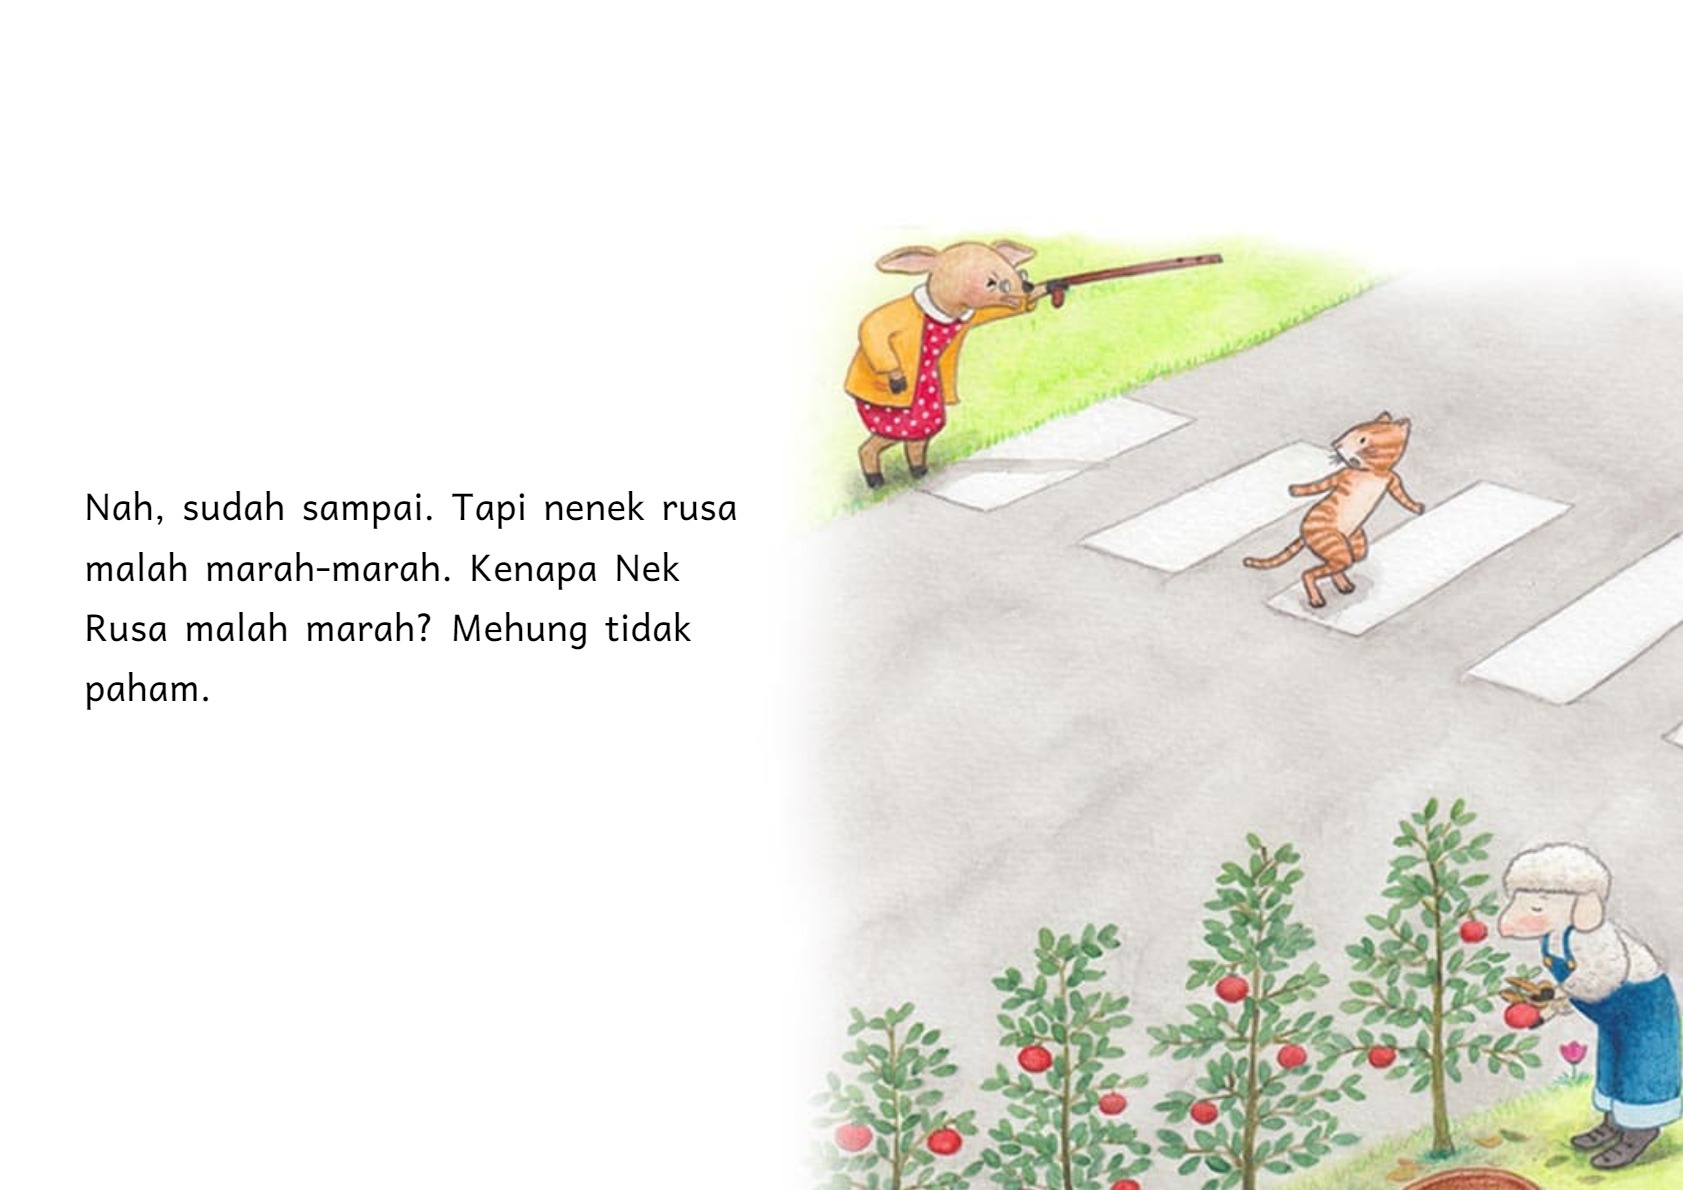 Nah, sudah sampai. Tapi nenek rusa
malah marah-marah. Kenapa Nek
Rusa malah marah? Mehung tidak
paham.